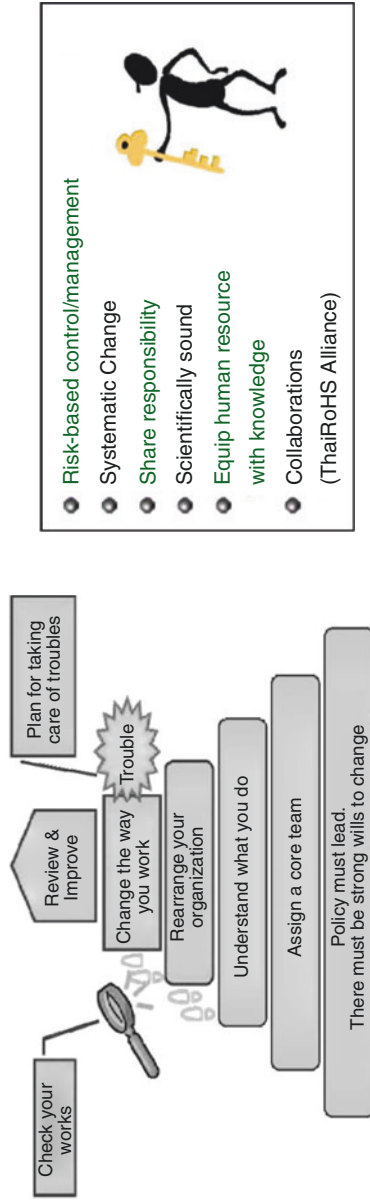 Check your
works
Review &
Improve
Plan for taking
care of troubles
Change the way
you work
Trouble
Rearrange your
organization
Understand what you do
Assign a core team
Policy must lead.
There must be strong wills to change
Risk-based control/management
Systematic Change
Share responsibility
Scientifically sound
Equip human resource
with knowledge
Collaborations
(ThaiRoHS Alliance)